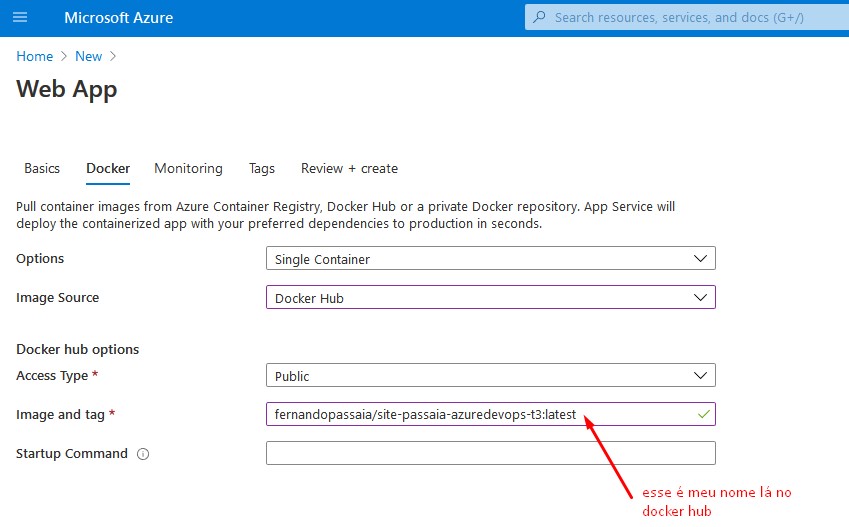 Microsoft Azure
Search resources, services, and docs (G+/)
Home > New >
Web App
Basics Docker Monitoring Tags Review + create
Pull container images from Azure Container Registry, Docker Hub or a private Docker repository. App Service will
deploy the containerized app with your preferred dependencies to production in seconds.
Options Single Container
Image Source Docker Hub
Docker hub options
Access Type * Public
Image and tag * fernandopassaia/site-passaia-azuredevops-t3:latest
Startup Command
esse é meu nome lá no
docker hub